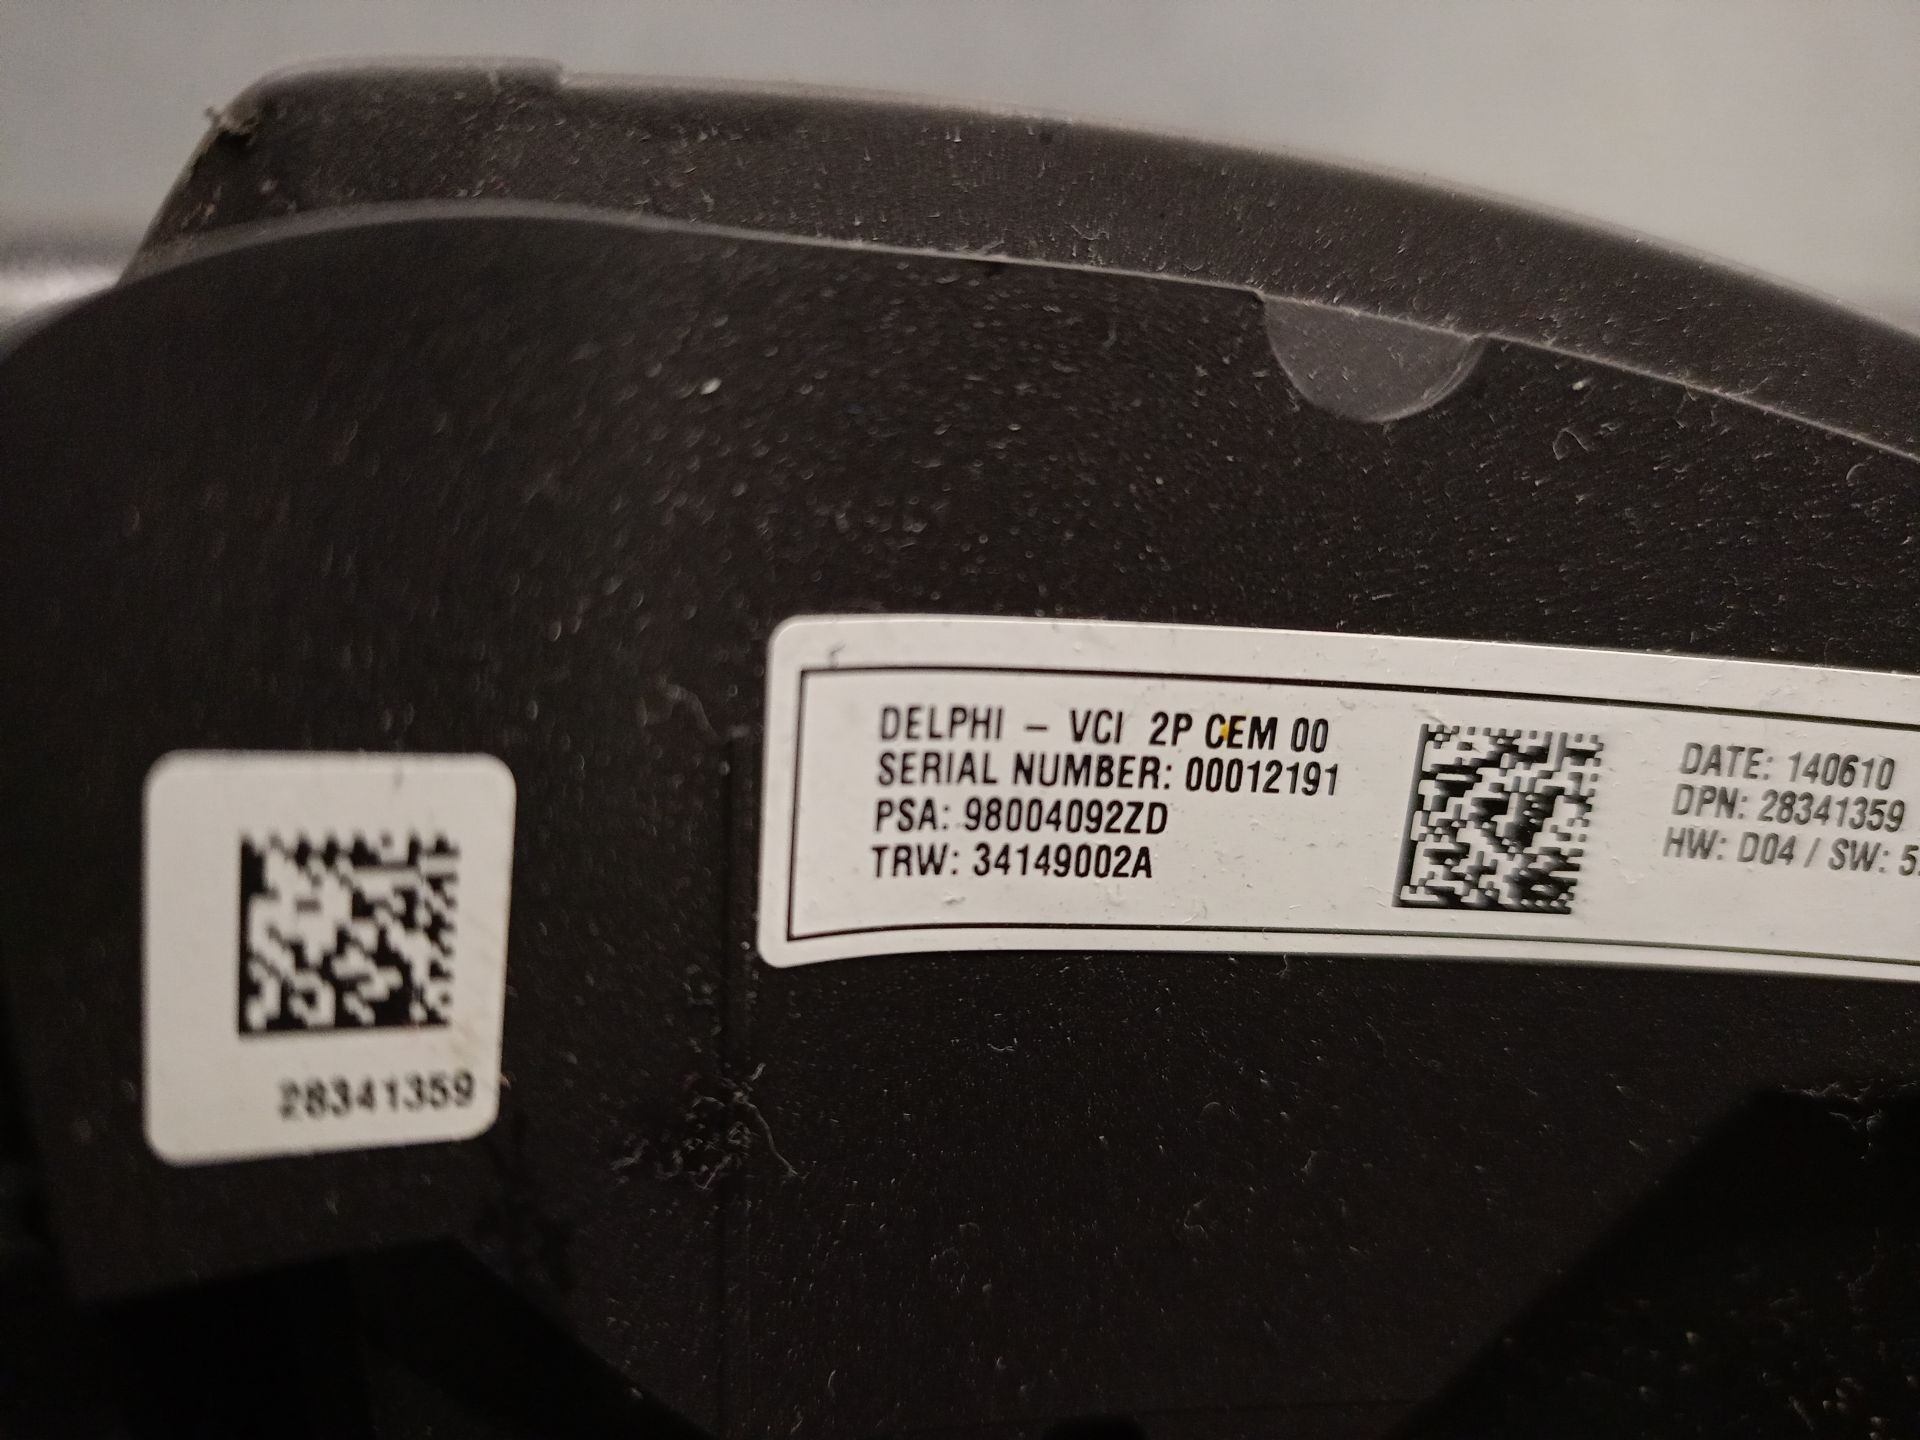 DELPHI - VCI 2P CEM 00
SERIAL NUMBER: 00012191
PSA: 98004092ZD
TRW: 34149002A
DATE: 140610
DPN: 28341359
HW: D04 / SW: 5
28341359